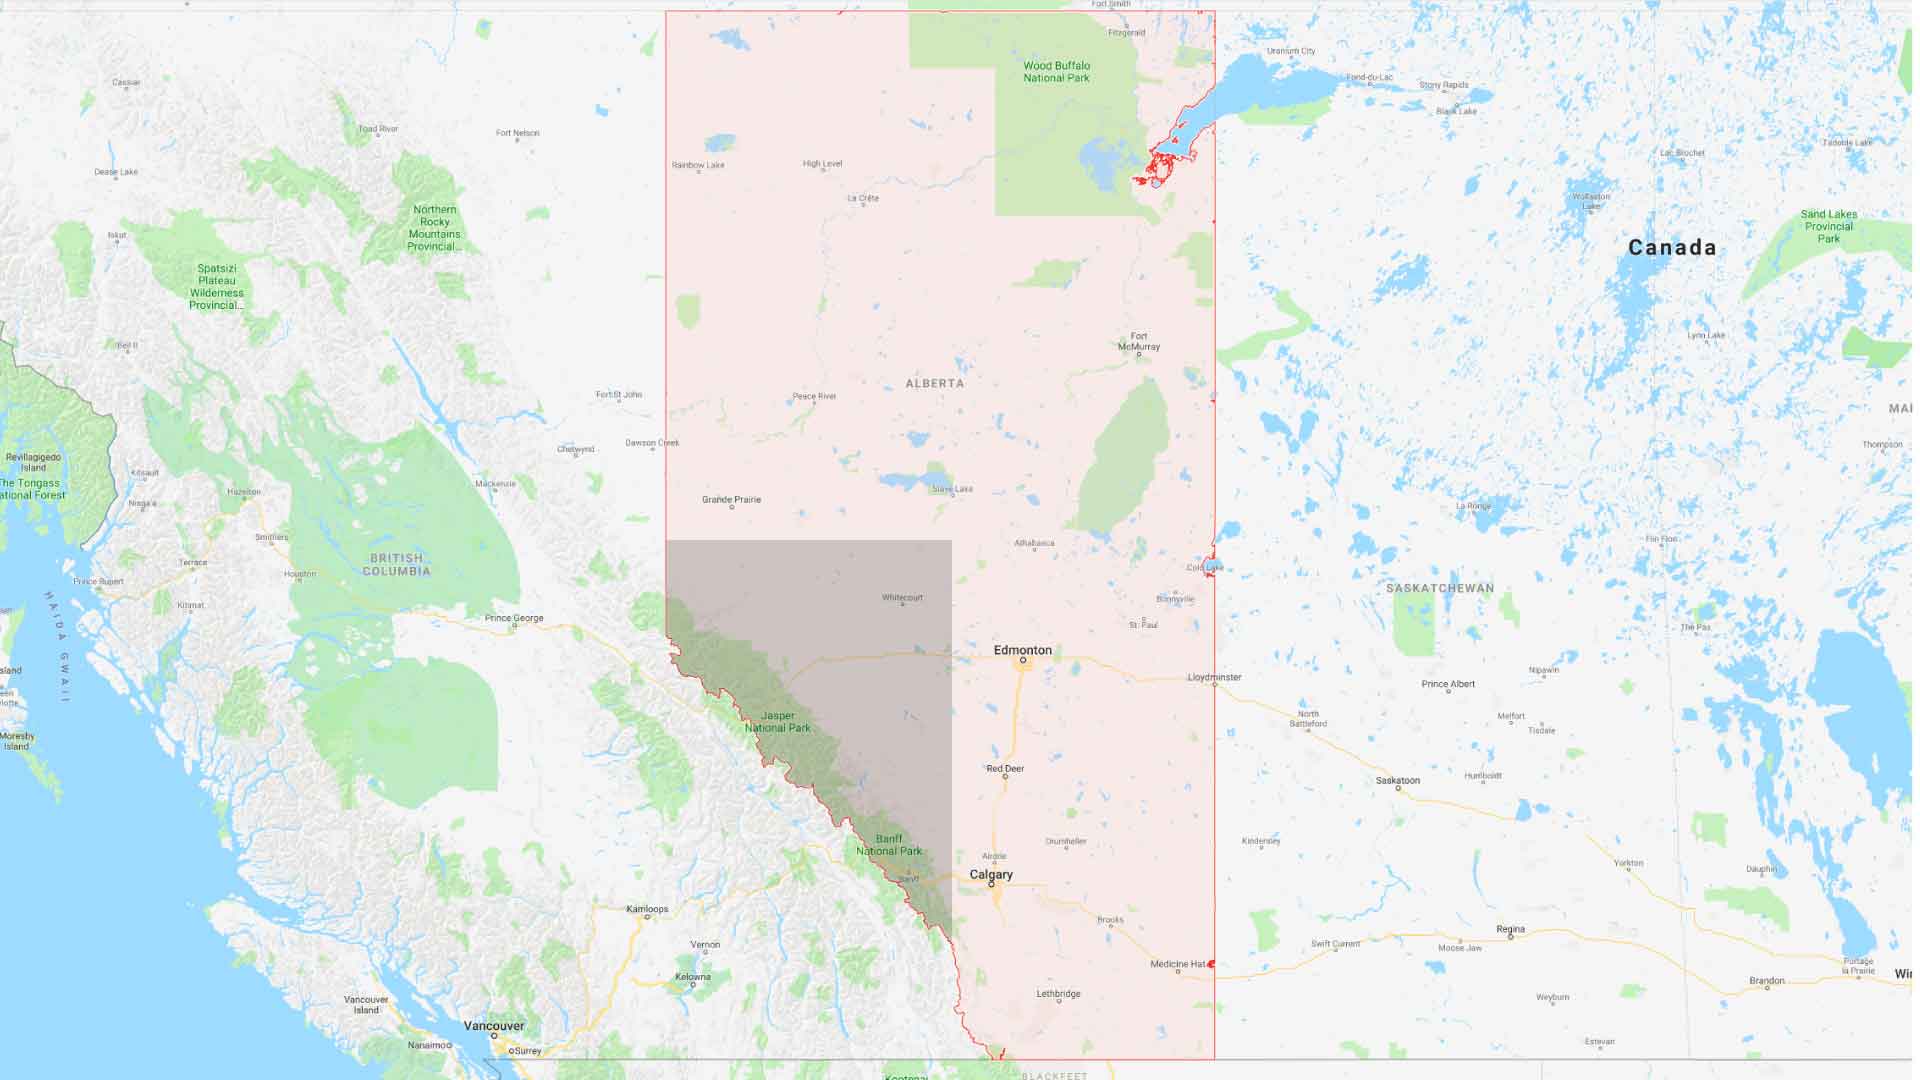 Fort Smith
Fitzgerald
Uranium City
Wood Buffalo
National Park
Fond-du-Lac
Stony Rapids
Black Lake
Cassiar
Toad River
Fort Nelson
Tadoule Lake
Rainbow Lake
High Level
Lac Brochet
Dease Lake
La Crête
Wollaston
Lake
Northern
Rocky
Mountains
Provincial...
Sand Lakes
Provincial
Park
Iskut
Canada
Spatsizi
Plateau
Wilderness
Provincial...
Bell II
Fort
McMurray
Lynn Lake
ALBERTA
Fort St John
Peace River
MAI
Dawson Creek
Chetwynd
Thompson
Revillagigedo
Island
The Tongass
ational Forest
Kitsault
Mackenzie
Hazelton
Slave Lake
Grande Prairie
Nisga'a
La Ronge
Smithers
Athabasca
Flin Flon
BRITISH
COLUMBIA
Terrace
Houston
Cold Lake
Prince Rupert
SASKATCHEWAN
HAIDA GWAII
Kitimat
Whitecourt
Bonnyville
Prince George
St. Paul
The Pas
Edmonton
sland
Lloydminster
Nipawin
Prince Albert
een
rlotte
Jasper
National Park
North
Battleford
Melfort
Tisdale
Moresby
Island
Red Deer
Saskatoon
Humboldt
Banff
National Park
Drumheller
Kindersley
Airdrie
Yorkton
Calgary
Banff
Dauphin
Kamloops
Brooks
Regina
Vernon
Swift Current
Moose Jaw
Kelowna
Medicine Hat
Portage
la Prairie
Win
Brandon
Vancouver
Island
Lethbridge
Weyburn
Vancouver
Nanaimo
Surrey
Estevan
Kootenai
BLACKFEET